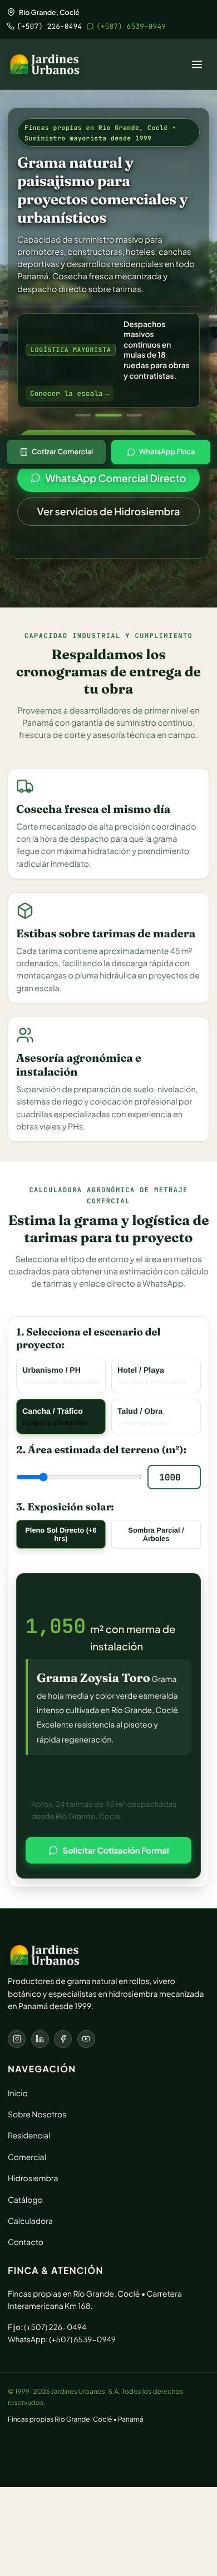 Rio Grande, Coclé
(+507) 226-0494 (+507) 6539-0949
Jardines
Urbanos
Fincas propias en Rio Grande, Coclé •
Suministro mayorista desde 1999
Grama natural y
paisajismo para
proyectos comerciales y
urbanísticos
Capacidad de suministro masivo para
promotores, constructoras, hoteles, canchas
deportivas y desarrollos residenciales en todo
Panamá. Cosecha fresca mecanizada y
despacho directo sobre tarimas.
LOGÍSTICA MAYORISTA
Despachos
masivos
continuos en
mulas de 18
ruedas para obras
y contratistas.
Conocer la escala →
Cotizar Comercial
WhatsApp Finca
WhatsApp Comercial Directo
Ver servicios de Hidrosiembra
CAPACIDAD INDUSTRIAL Y CUMPLIMIENTO
Respaldamos los
cronogramas de entrega de
tu obra
Proveemos a desarrolladores de primer nivel en
Panamá con garantía de suministro continuo,
frescura de corte y asesoría técnica en campo.
Cosecha fresca el mismo día
Corte mecanizado de alta precisión coordinado
con la hora de despacho para que la grama
llegue con máxima hidratación y prendimiento
radicular inmediato.
Estibas sobre tarimas de madera
Cada tarima contiene aproximadamente 45 m²
ordenados, facilitando la descarga rápida con
montacargas o pluma hidráulica en proyectos de
gran escala.
Asesoría agronómica e
instalación
Supervisión de preparación de suelo, nivelación,
sistemas de riego y colocación profesional por
cuadrillas especializadas con experiencia en
obras viales y PHs.
CALCULADORA AGRONÓMICA DE METRAJE
COMERCIAL
Estima la grama y logística de
tarimas para tu proyecto
Selecciona el tipo de entorno y el área en metros
cuadrados para obtener una estimación en cálculo
de tarimas y enlace directo a WhatsApp.
1. Selecciona el escenario del
proyecto:
Urbanismo / PH
Hotel / Playa
Cancha / Tráfico
Talud / Obra
2. Área estimada del terreno (m²):
1000
3. Exposición solar:
Pleno Sol Directo (+6
hrs)
Sombra Parcial /
Árboles
1,050 m² con merma de
instalación
Grama Zoysia Toro Grama
de hoja media y color verde esmeralda
intenso cultivada en Río Grande, Coclé.
Excelente resistencia al pisoteo y
rápida regeneración.
Aprox. 24 tarimas de 45 m² despachadas
desde Río Grande, Coclé.
Solicitar Cotización Formal
Jardines
Urbanos
Productores de grama natural en rollos, vivero
botánico y especialistas en hidrosiembra mecanizada
en Panamá desde 1999.
NAVEGACIÓN
Inicio
Sobre Nosotros
Residencial
Comercial
Hidrosiembra
Catálogo
Calculadora
Contacto
FINCA & ATENCIÓN
Fincas propias en Río Grande, Coclé • Carretera
Interamericana Km 168.
Fijo: (+507) 226-0494
WhatsApp: (+507) 6539-0949
© 1999-2026 Jardines Urbanos, S.A. Todos los derechos
reservados.
Fincas propias Rio Grande, Coclé • Panamá